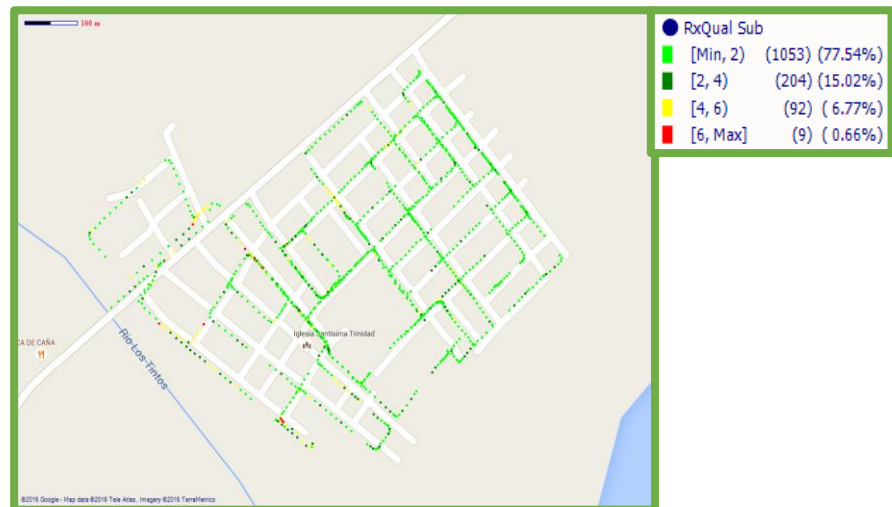 100 m
RxQual Sub
[Min, 2) (1053) (77.54%)
[2, 4) (204) (15.02%)
[4, 6) (92) ( 6.77%)
[6, Max] (9) ( 0.66%)
Iglesia Santisima Trinidad
CA DE CAÑA
Rio Los Tintos
©2016 Google - Map data ©2016 Tele Atlas, Imagery ©2016 TerraMetrics